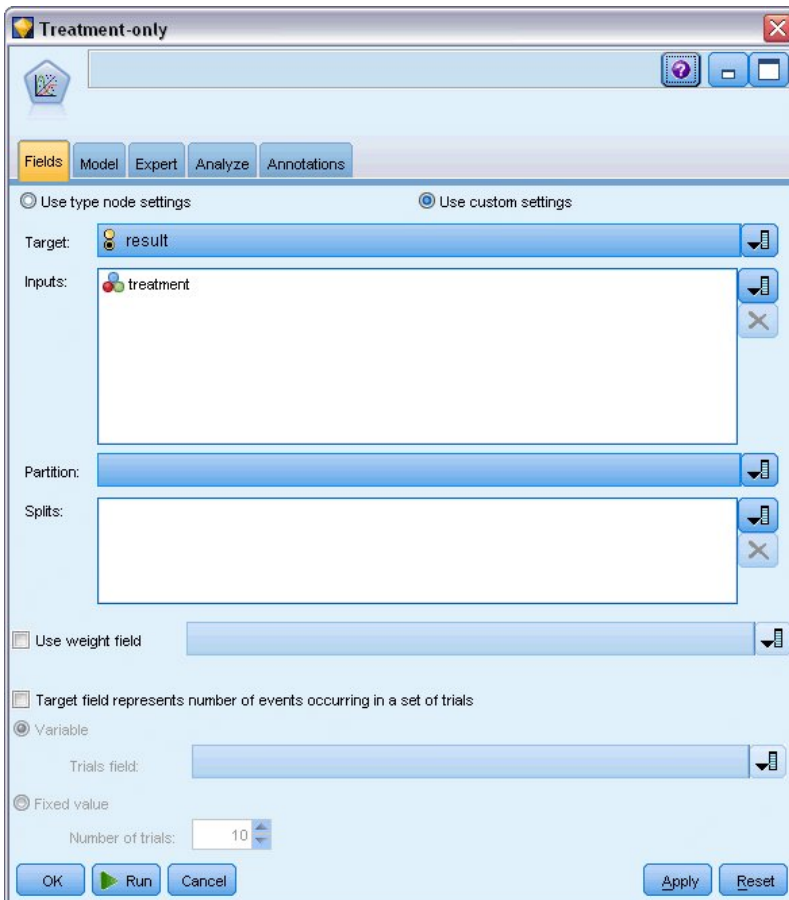 Treatment-only
Fields Model Expert Analyze Annotations
Use type node settings Use custom settings
Target: result
Inputs: treatment
Partition:
Splits:
Use weight field
Target field represents number of events occurring in a set of trials
Variable
Trials field:
Fixed value
Number of trials: 10
OK Run Cancel Apply Reset